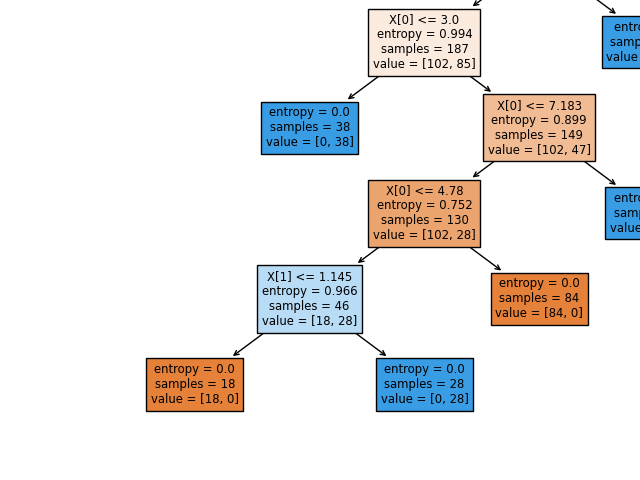 X[0] <= 3.0
entropy = 0.994
samples = 187
value = [102, 85]
entropy = 0.0
samples = 38
value = [0, 38]
X[0] <= 7.183
entropy = 0.899
samples = 149
value = [102, 47]
X[0] <= 4.78
entropy = 0.752
samples = 130
value = [102, 28]
value
X[1] <= 1.145
entropy = 0.966
samples = 46
value = [18, 28]
entropy = 0.0
samples = 84
value = [84, 0]
entropy = 0.0
samples = 18
value = [18, 0]
entropy = 0.0
samples = 28
value = [0, 28]